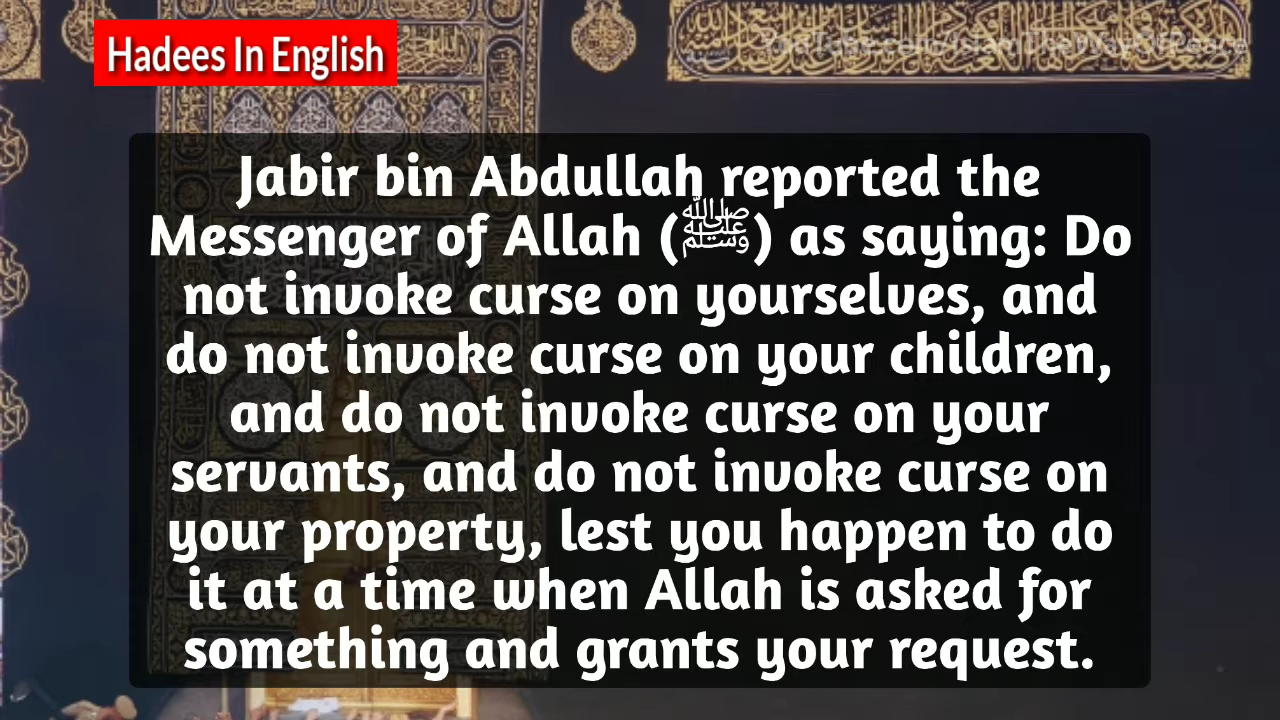 Hadees In English
YouTube.com/IslamTheWayOfPeace
Jabir bin Abdullah reported the
Messenger of Allah (ﷺ) as saying: Do
not invoke curse on yourselves, and
do not invoke curse on your children,
and do not invoke curse on your
servants, and do not invoke curse on
your property, lest you happen to do
it at a time when Allah is asked for
something and grants your request.